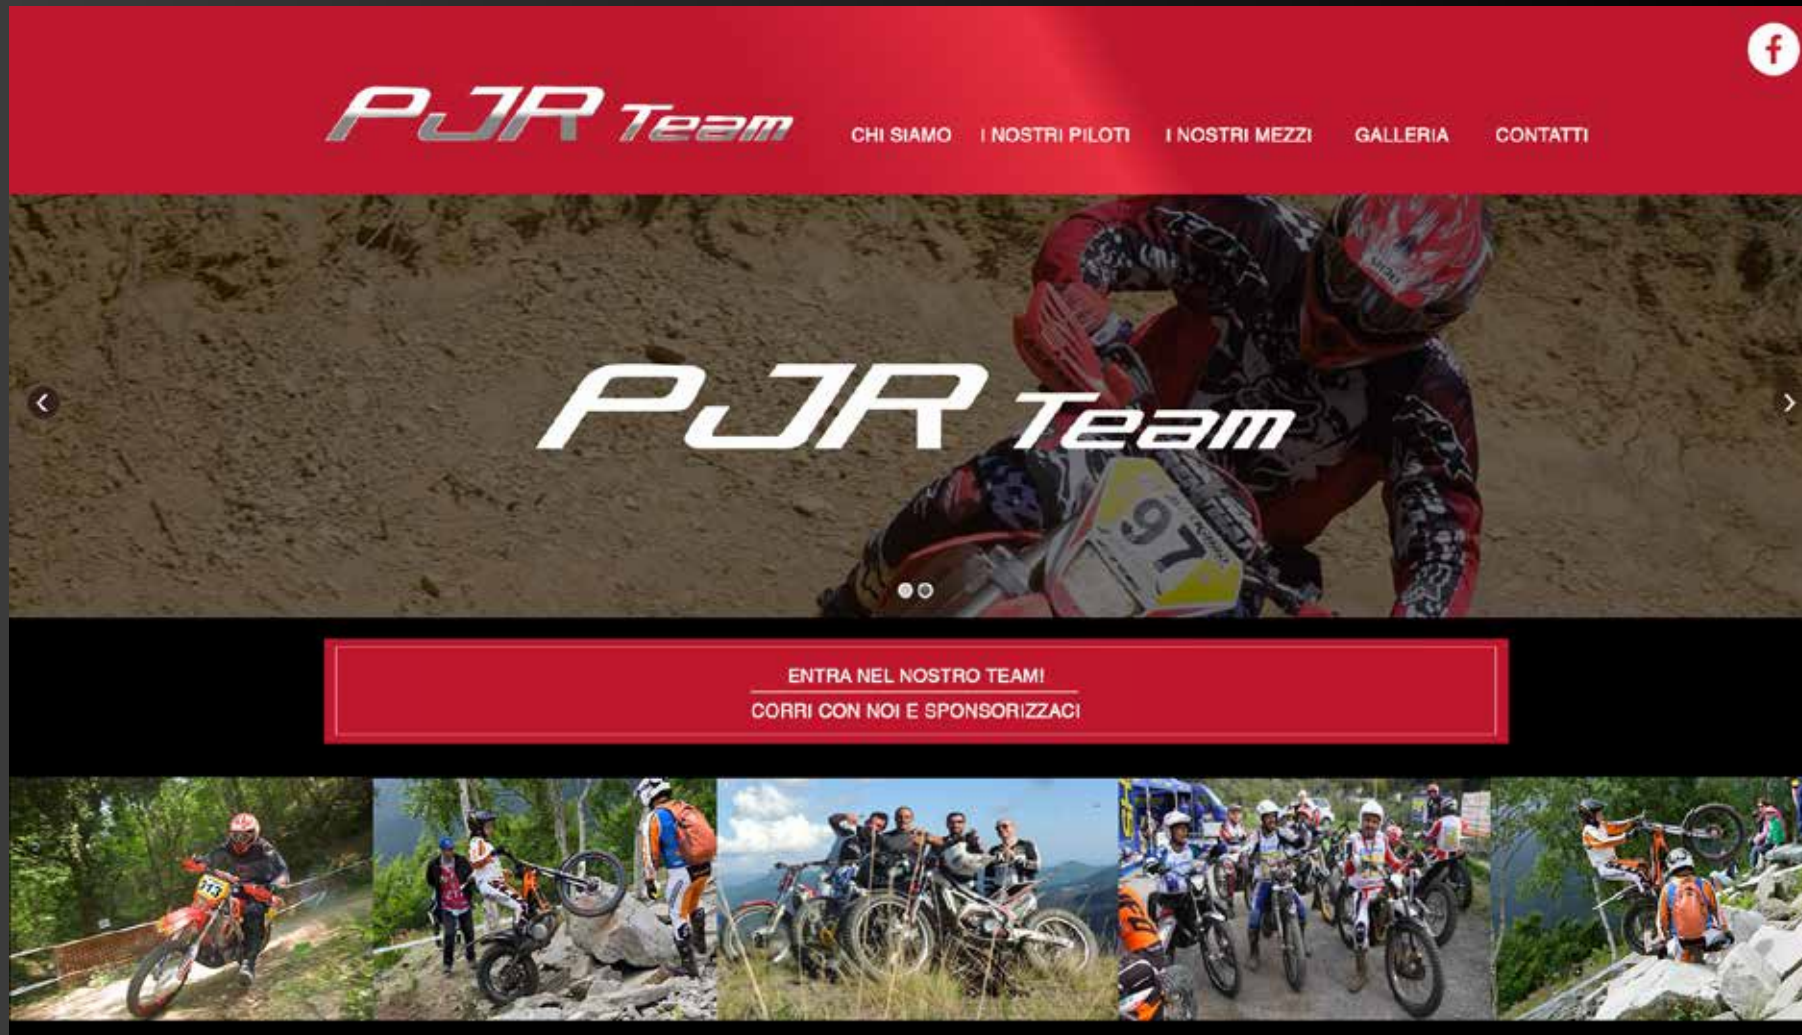 PJR Team
CHI SIAMO I NOSTRI PILOTI I NOSTRI MEZZI GALLERIA CONTATTI
PJR Team
97
ENTRA NEL NOSTRO TEAM!
CORRI CON NOI E SPONSORIZZACI
513